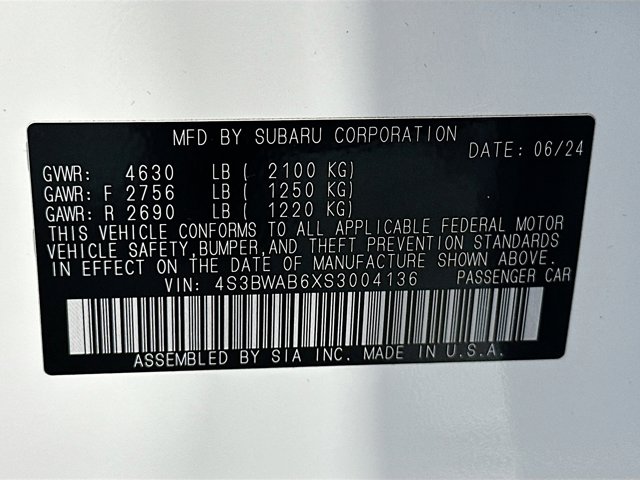 MFD BY SUBARU CORPORATION
DATE: 06/24
GVWR: 4630 LB ( 2100 KG)
GAWR: F 2756 LB ( 1250 KG)
GAWR: R 2690 LB ( 1220 KG)
THIS VEHICLE CONFORMS TO ALL APPLICABLE FEDERAL MOTOR
VEHICLE SAFETY,BUMPER,AND THEFT PREVENTION STANDARDS
IN EFFECT ON THE DATE OF MANUFACTURE SHOWN ABOVE.
VIN: 4S3BWAB6XS3004136 PASSENGER CAR
ASSEMBLED BY SIA INC. MADE IN U.S.A.